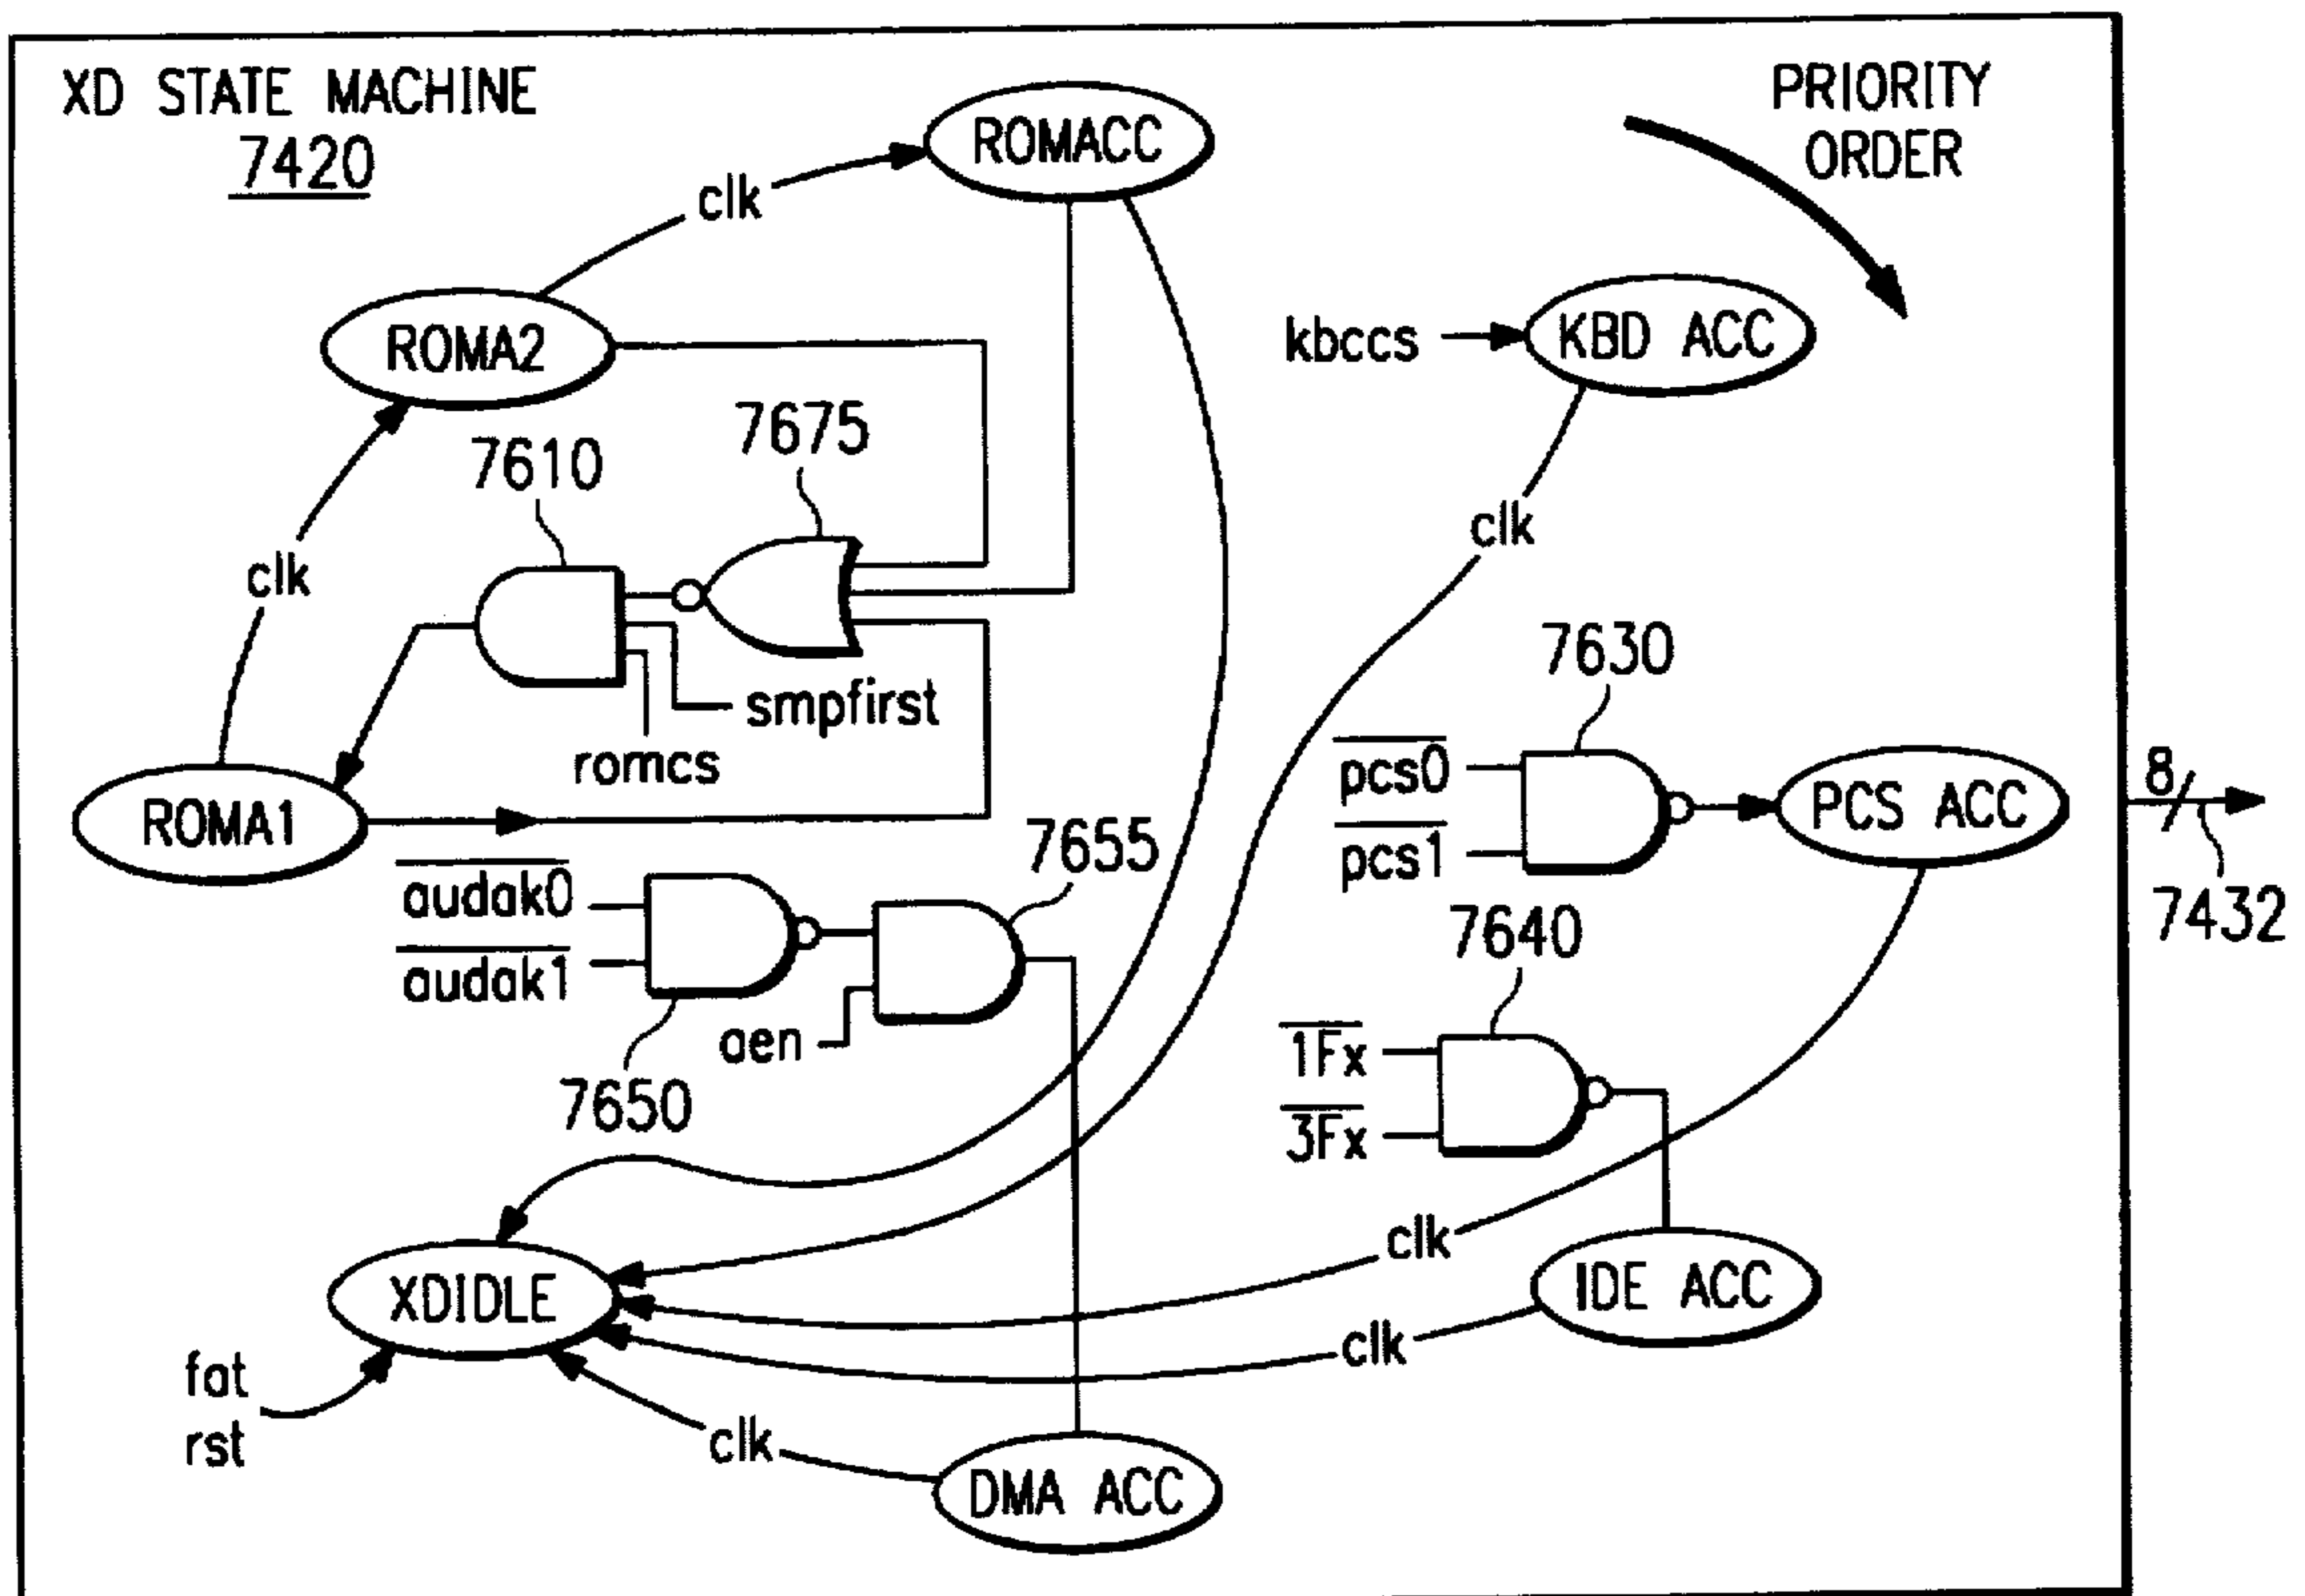 XD STATE MACHINE
7420
ROMACC
PRIORITY
ORDER
clk
ROMA2
kbccs
KBD ACC
7610
7675
clk
clk
7630
smpfirst
romcs
pcs0
pcs1
PCS ACC
8
7432
ROMA1
7655
audak0
audak1
aen
7650
7640
1Fx
3Fx
clk
XDIDLE
IDE ACC
clk
fat
rst
clk
DMA ACC